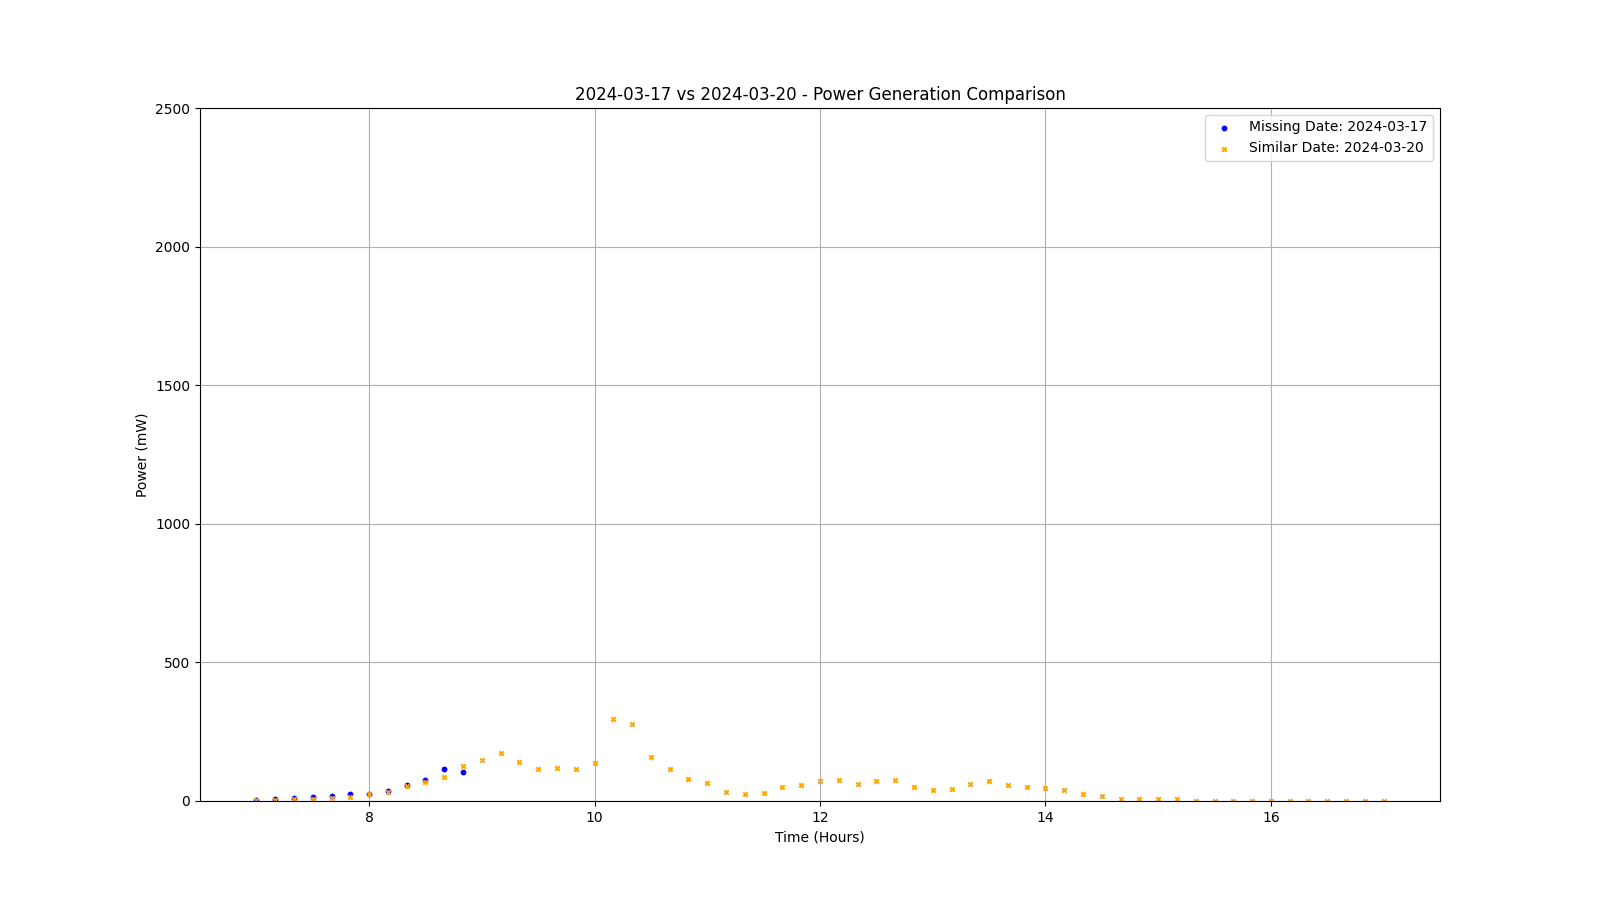 2024-03-17 vs 2024-03-20 - Power Generation Comparison
Missing Date: 2024-03-17
Similar Date: 2024-03-20
2500
2000
1500
1000
500
0
Power (mW)
8 10 12 14 16
Time (Hours)